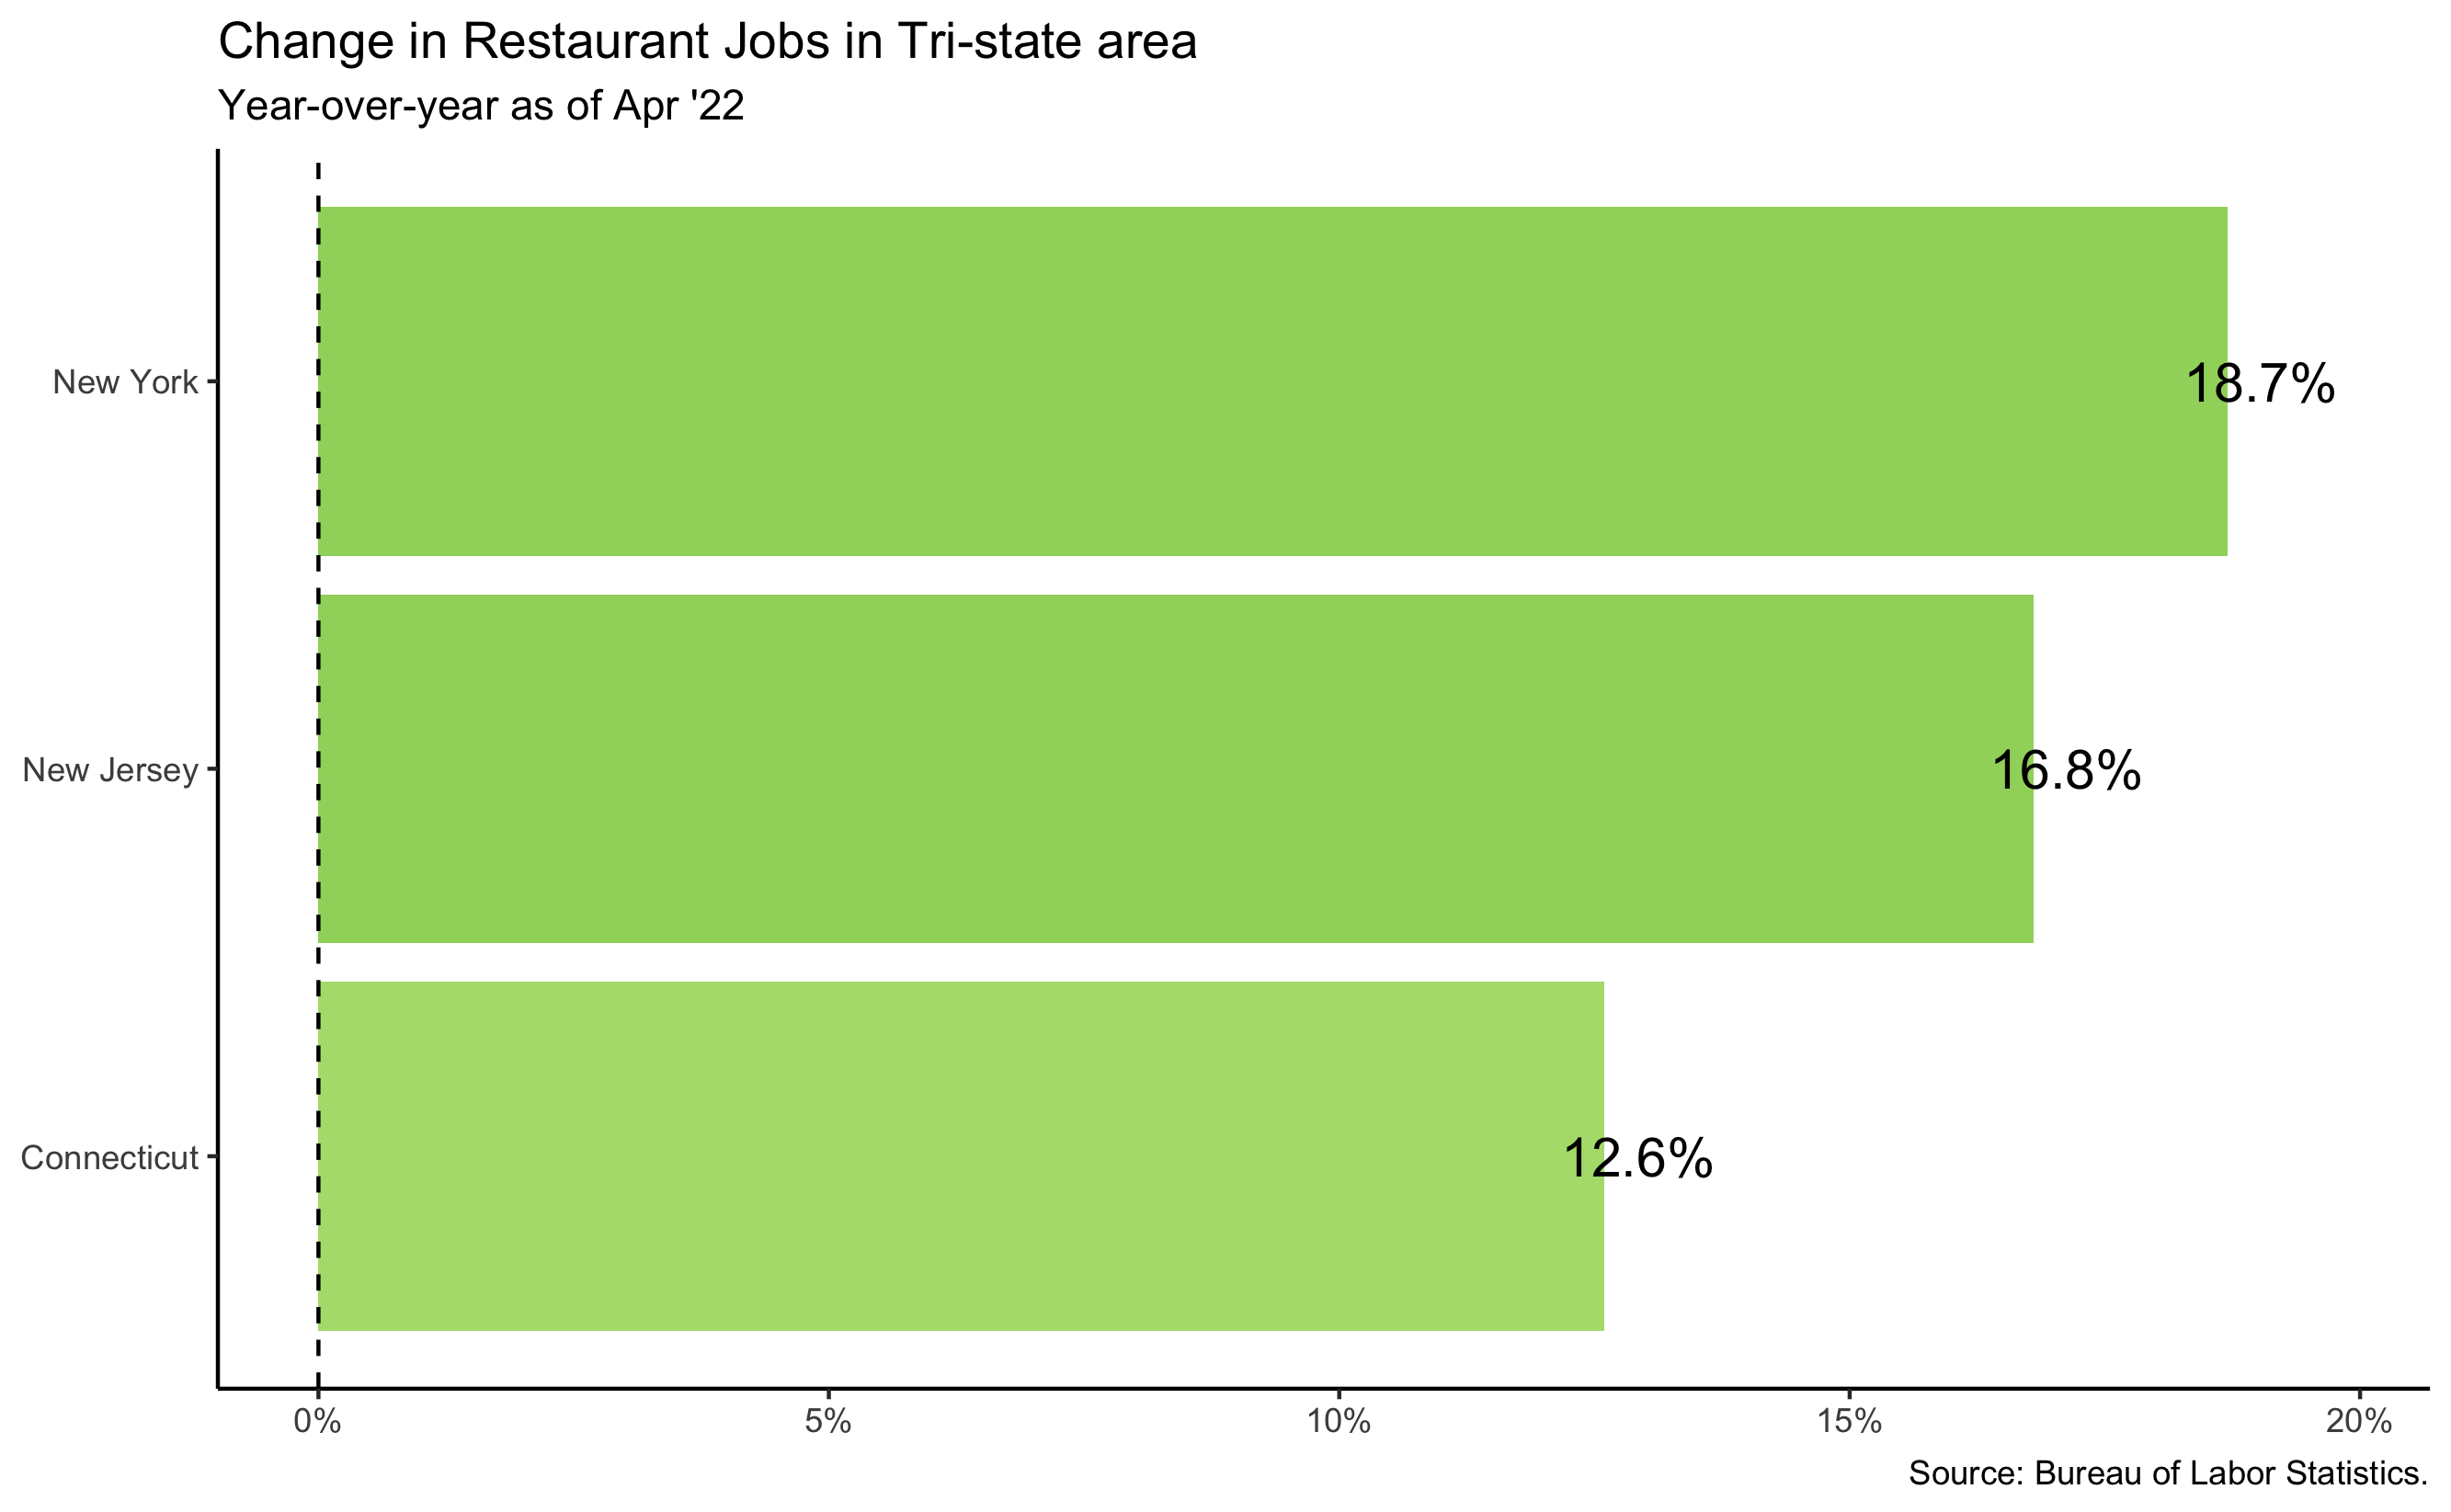 Change in Restaurant Jobs in Tri-state area
Year-over-year as of Apr '22
New York
18.7%
New Jersey
16.8%
Connecticut
12.6%
0% 5% 10% 15% 20%
Source: Bureau of Labor Statistics.